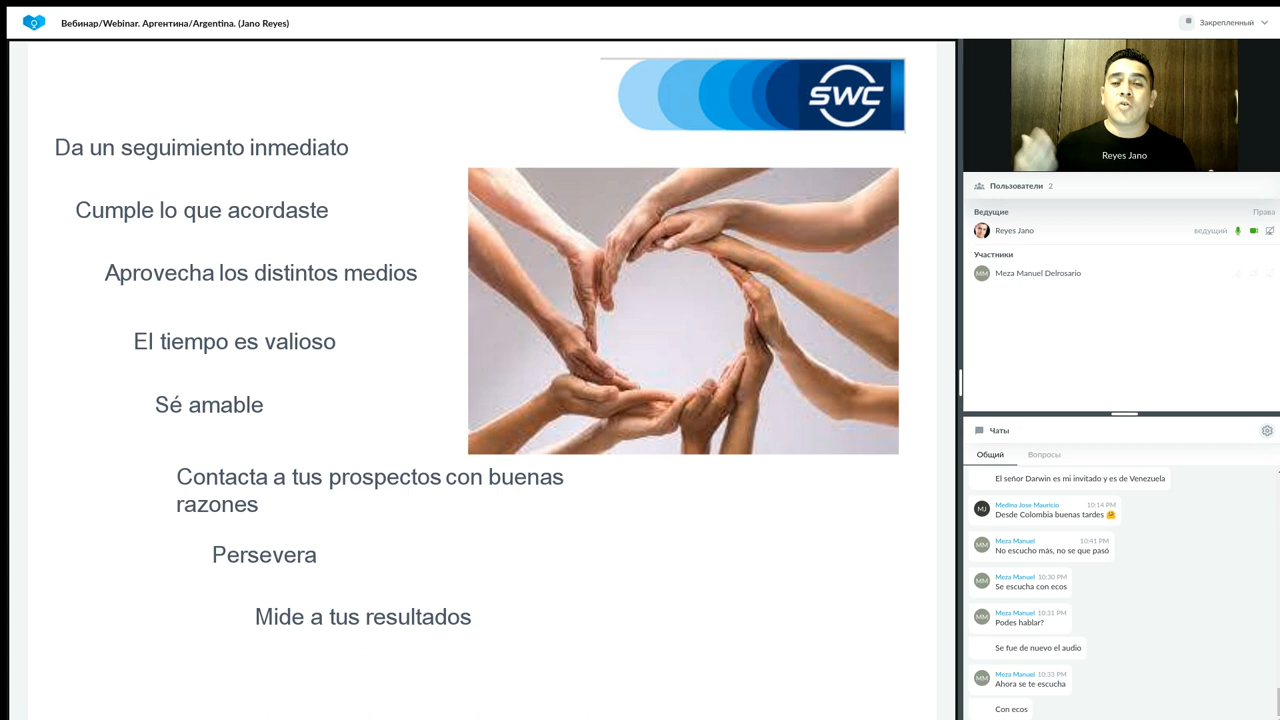 Вебинар/Webinar. Аргентина/Argentina. (Jano Reyes)
Закрепленный
SWC
Da un seguimiento inmediato
Cumple lo que acordaste
Aprovecha los distintos medios
El tiempo es valioso
Sé amable
Contacta a tus prospectos con buenas
razones
Persevera
Mide a tus resultados
Reyes Jano
Пользователи 2
Ведущие Права
Reyes Jano ведущий
Участники
MM Meza Manuel Delrosario
Чаты
Общий Вопросы
El señor Darwin es mi invitado y es de Venezuela
MJ Medina Jose Mauricio 10:14 PM
Desde Colombia buenas tardes 🤗
MM Meza Manuel 10:41 PM
No escucho más, no se que pasó
MM Meza Manuel 10:30 PM
Se escucha con ecos
MM Meza Manuel 10:31 PM
Podes hablar?
Se fue de nuevo el audio
MM Meza Manuel 10:33 PM
Ahora se te escucha
Con ecos